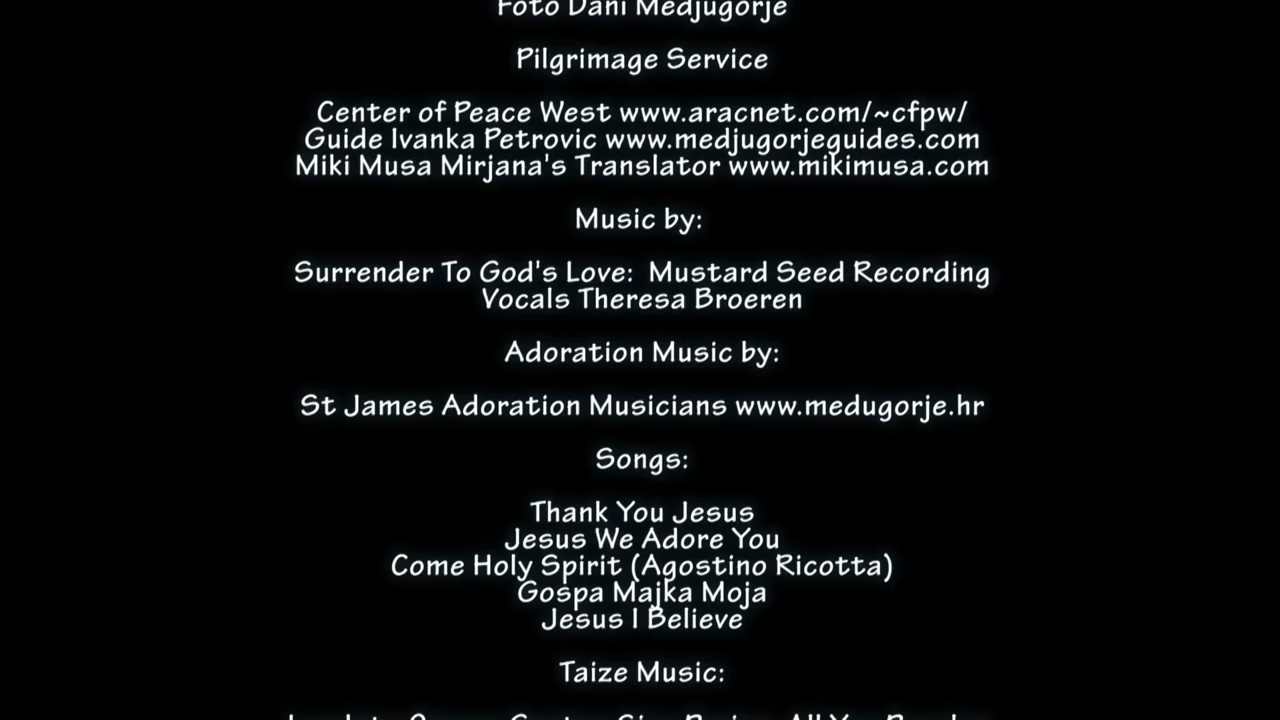 Foto Dani Medjugorje
Pilgrimage Service
Center of Peace West www.aracnet.com/~cfpw/
Guide Ivanka Petrovic www.medjugorjeguides.com
Miki Musa Mirjana's Translator www.mikimusa.com
Music by:
Surrender To God's Love:  Mustard Seed Recording
Vocals Theresa Broeren
Adoration Music by:
St James Adoration Musicians www.medugorje.hr
Songs:
Thank You Jesus
Jesus We Adore You
Come Holy Spirit (Agostino Ricotta)
Gospa Majka Moja
Jesus I Believe
Taize Music: